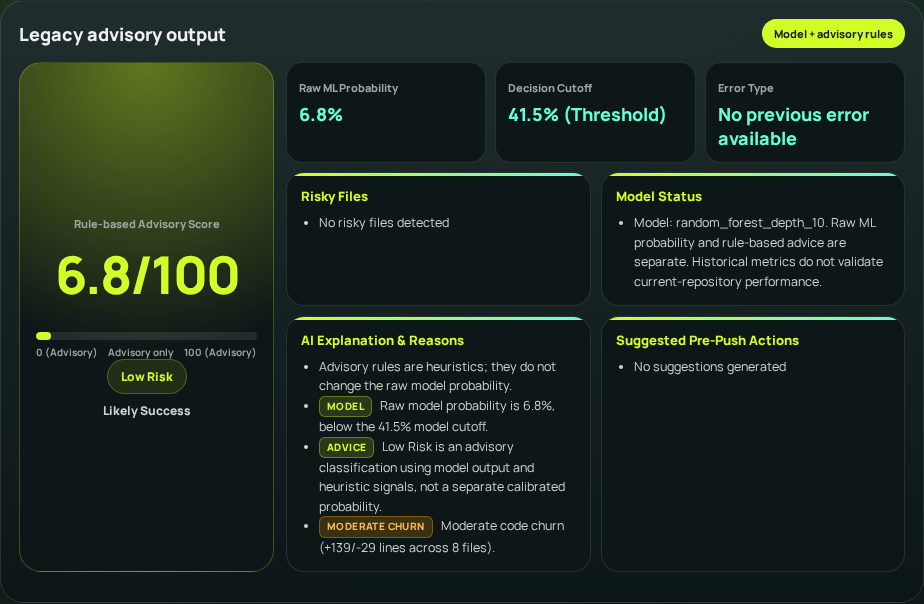 Legacy advisory output
Model + advisory rules
Rule-based Advisory Score
6.8/100
0 (Advisory) Advisory only 100 (Advisory)
Low Risk
Likely Success
Raw ML Probability
6.8%
Decision Cutoff
41.5% (Threshold)
Error Type
No previous error
available
Risky Files
• No risky files detected
Model Status
• Model: random_forest_depth_10. Raw ML
probability and rule-based advice are
separate. Historical metrics do not validate
current-repository performance.
AI Explanation & Reasons
• Advisory rules are heuristics; they do not
change the raw model probability.
• MODEL Raw model probability is 6.8%,
below the 41.5% model cutoff.
• ADVICE Low Risk is an advisory
classification using model output and
heuristic signals, not a separate calibrated
probability.
• MODERATE CHURN Moderate code churn
(+139/-29 lines across 8 files).
Suggested Pre-Push Actions
• No suggestions generated